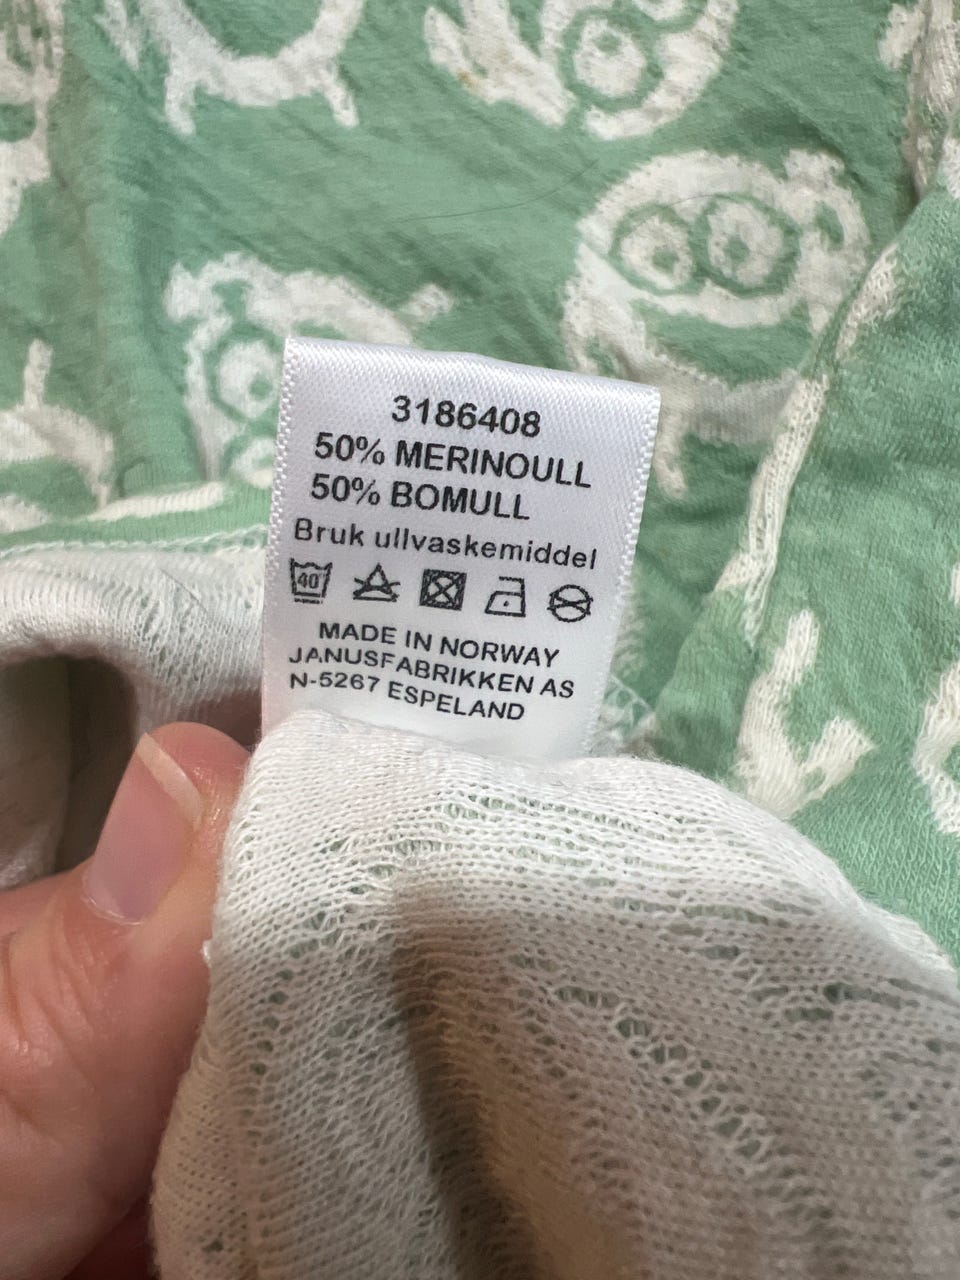 3186408
50% MERINOULL
50% BOMULL
Bruk ullvaskemiddel
40
MADE IN NORWAY
JANUSFABRIKKEN AS
N-5267 ESPELAND